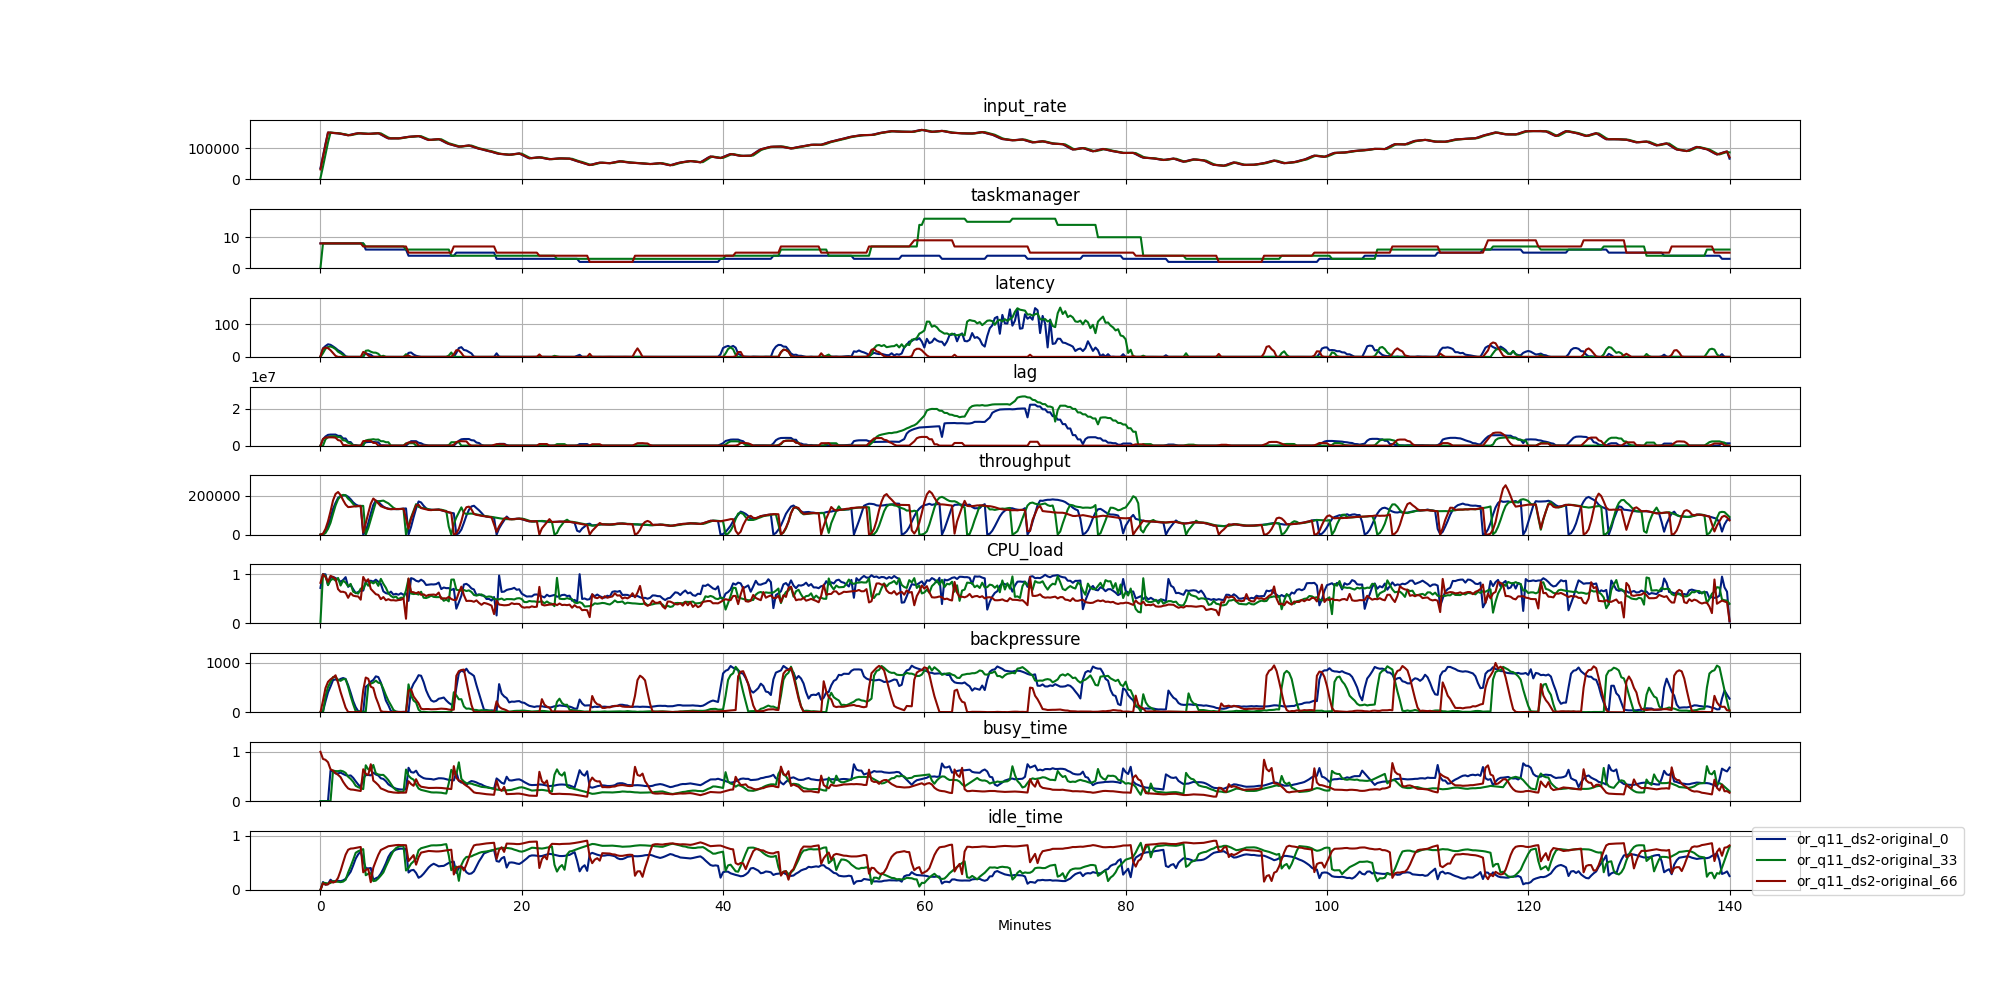 input_rate
100000
0
taskmanager
10
0
latency
100
0
1e7
lag
2
0
throughput
200000
0
CPU_load
1
0
backpressure
1000
0
busy_time
1
0
idle_time
1
0
0 20 40 60 80 100 120 140
Minutes
or_q11_ds2-original_0
or_q11_ds2-original_33
or_q11_ds2-original_66